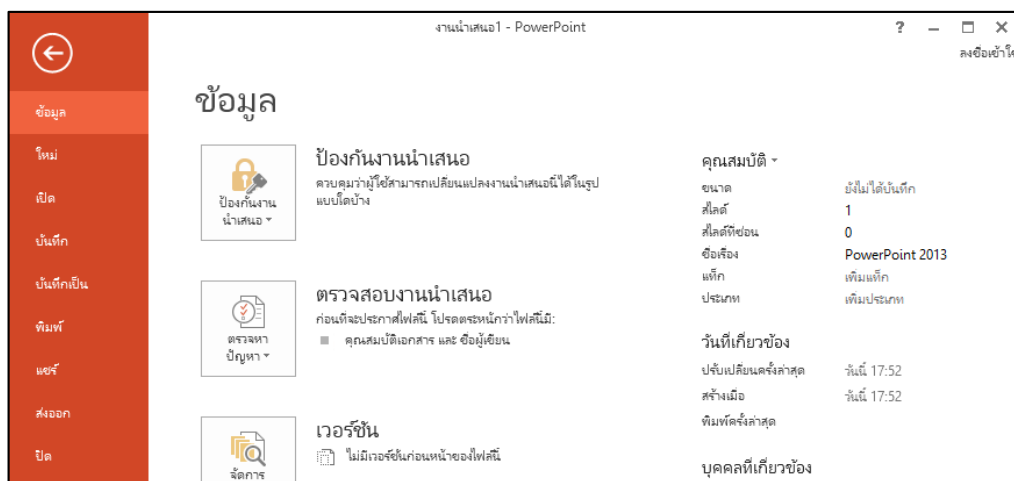 งานนำเสนอ1 - PowerPoint
?
ลงชื่อเข้าใช้
ข้อมูล
ใหม่
เปิด
บันทึก
บันทึกเป็น
พิมพ์
แชร์
ส่งออก
ปิด
ข้อมูล
ป้องกันงาน
นำเสนอ
ป้องกันงานนำเสนอ
ควบคุมว่าผู้ใช้สามารถเปลี่ยนแปลงงานนำเสนอนี้ได้ในรูป
แบบใดบ้าง
ตรวจหา
ปัญหา
ตรวจสอบงานนำเสนอ
ก่อนที่จะประกาศไฟล์นี้ โปรดตระหนักว่าไฟล์นี้มี:
คุณสมบัติเอกสาร และ ชื่อผู้เขียน
จัดการ
เวอร์ชัน
ไม่มีเวอร์ชันก่อนหน้าของไฟล์นี้
คุณสมบัติ
ขนาด ยังไม่ได้บันทึก
สไลด์ 1
สไลด์ที่ซ่อน 0
ชื่อเรื่อง PowerPoint 2013
แท็ก เพิ่มแท็ก
ประเภท เพิ่มประเภท
วันที่เกี่ยวข้อง
ปรับเปลี่ยนครั้งล่าสุด วันนี้ 17:52
สร้างเมื่อ วันนี้ 17:52
พิมพ์ครั้งล่าสุด
บุคคลที่เกี่ยวข้อง